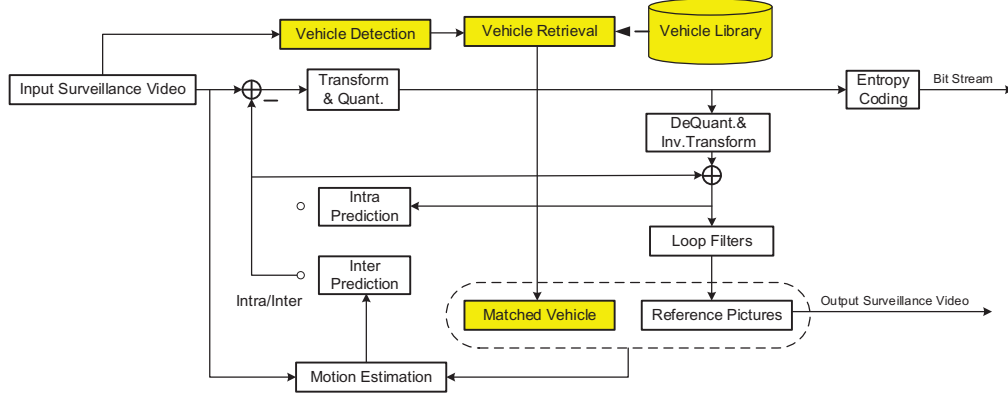 Vehicle Detection
Vehicle Retrieval
Vehicle Library
Input Surveillance Video
Transform
& Quant.
Entropy
Coding
Bit Stream
DeQuant.&
Inv.Transform
Intra
Prediction
Loop Filters
Inter
Prediction
Intra/Inter
Matched Vehicle
Reference Pictures
Output Surveillance Video
Motion Estimation